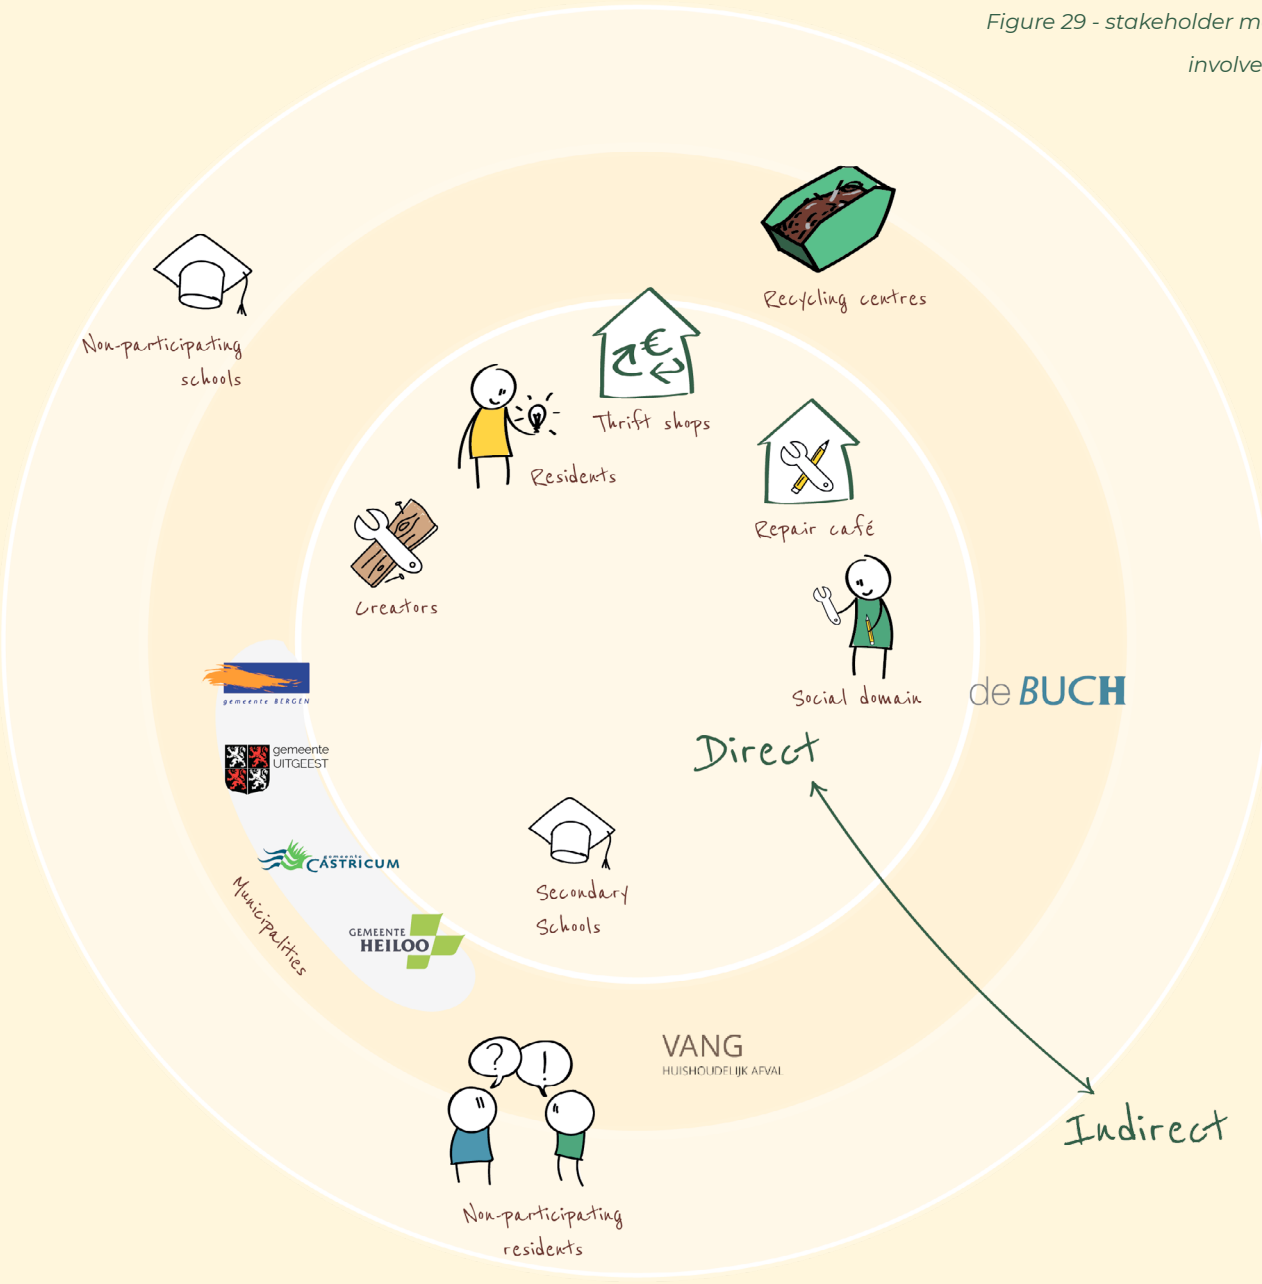 Figure 29 - stakeholder m
involve
Recycling centres
Non-participating
schools
€
Thrift shops
Residents
Repair café
Creators
Social domain
de BUCH
gemeente BERGEN
gemeente
UITGEEST
Direct
gemeente
CASTRICUM
Municipalities
Secondary
Schools
GEMEENTE
HEILOO
VANG
HUISHOUDELIJK AFVAL
? !
Indirect
Non-participating
residents